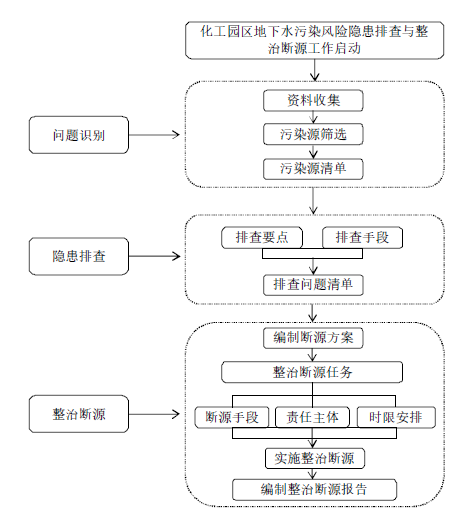 化工园区地下水污染风险隐患排查与整
治断源工作启动
资料收集
问题识别
污染源筛选
污染源清单
排查要点
排查手段
隐患排查
排查问题清单
编制断源方案
整治断源任务
整治断源
断源手段
责任主体
时限安排
实施整治断源
编制整治断源报告